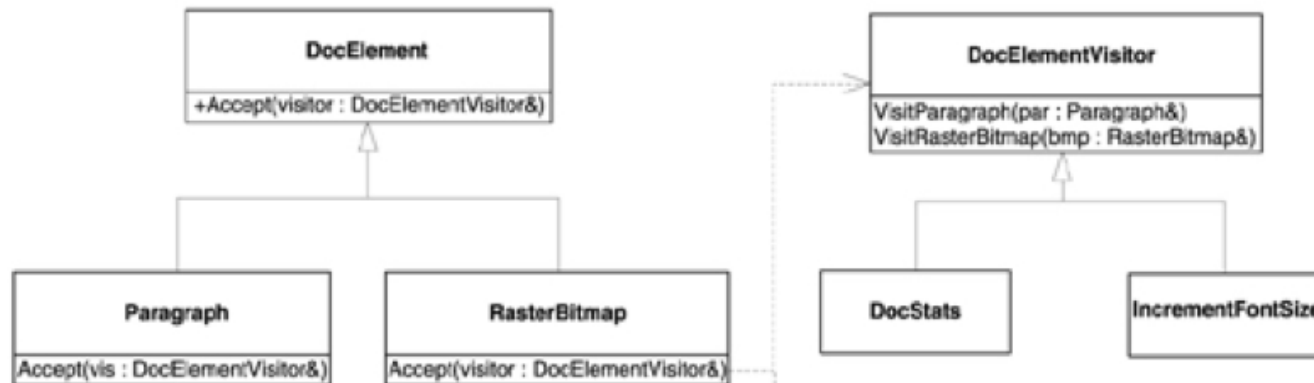 DocElement
+Accept(visitor : DocElementVisitor&)
DocElementVisitor
VisitParagraph(par : Paragraph&)
VisitRasterBitmap(bmp : RasterBitmap&)
Paragraph
Accept(vis : DocElementVisitor&)
RasterBitmap
Accept(visitor : DocElementVisitor&)
DocStats
IncrementFontSize